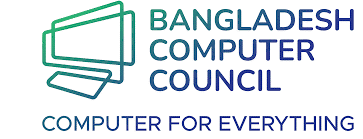 BANGLADESH
COMPUTER
COUNCIL
COMPUTER FOR EVERYTHING